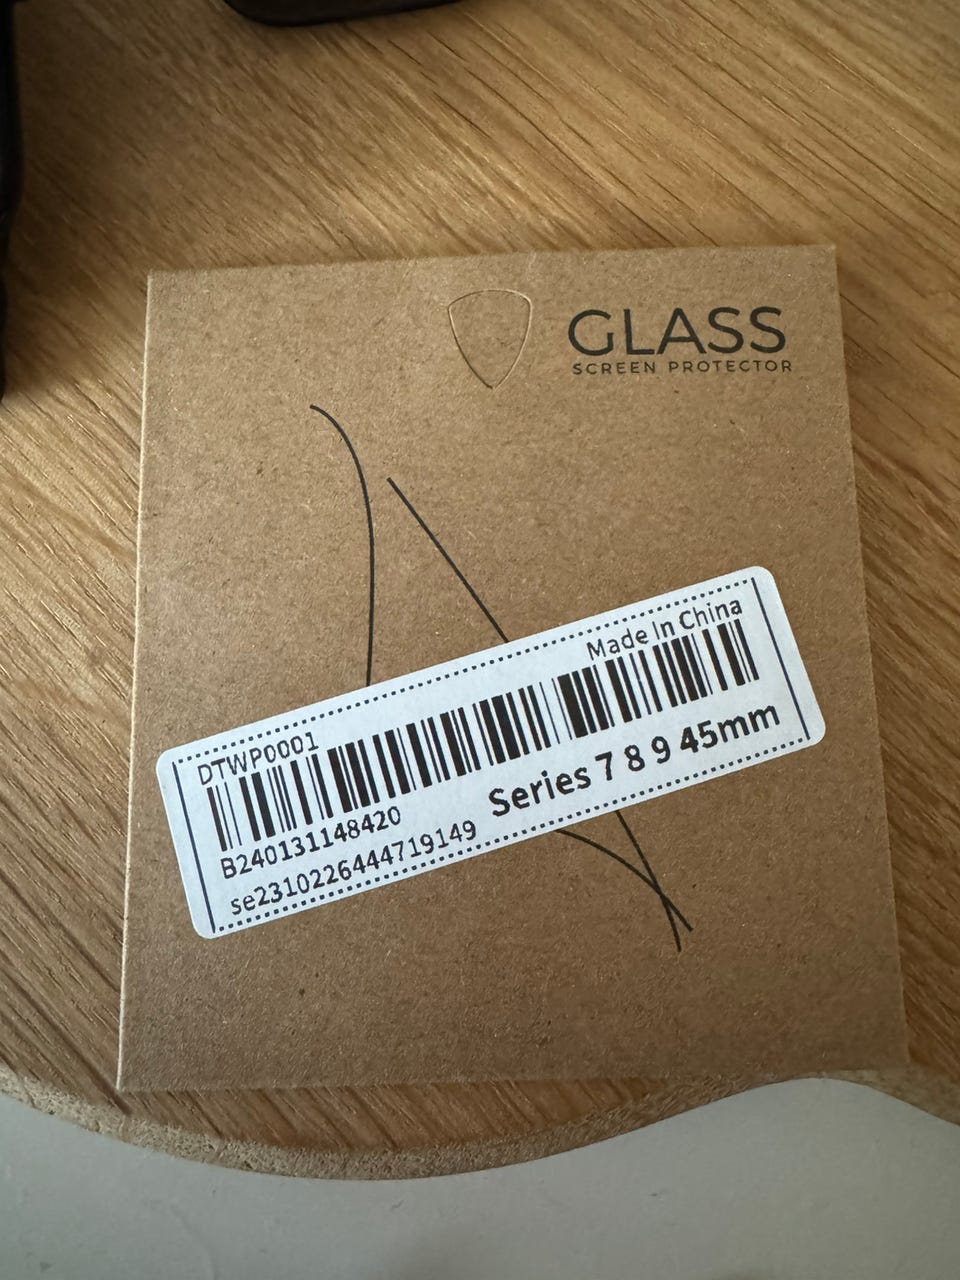 GLASS
SCREEN PROTECTOR
Made In China
DTWP0001
B240131148420
Series 7 8 9 45mm
se2310226444719149